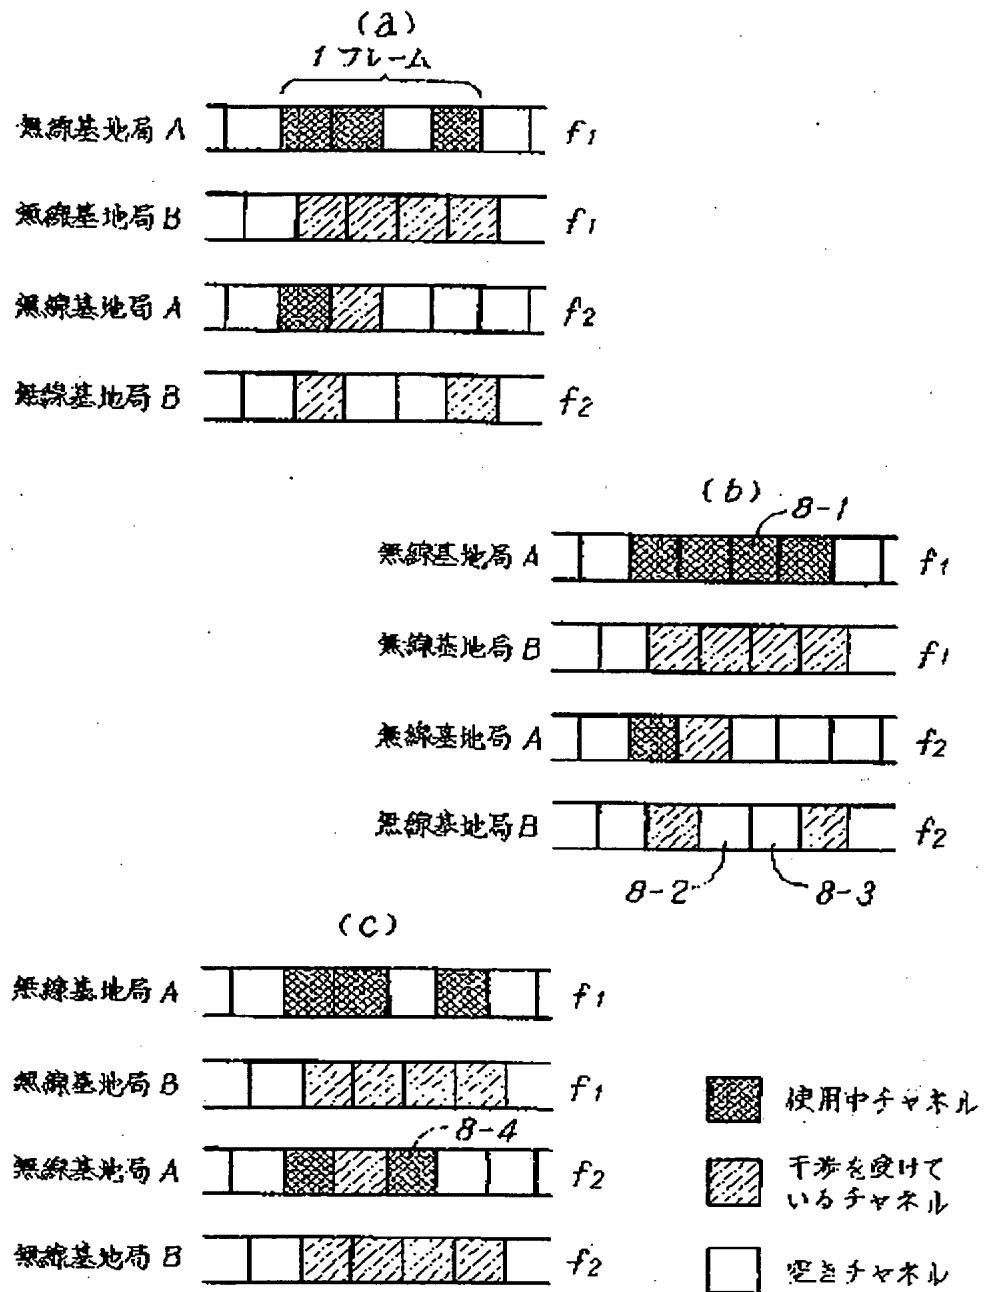 (a)
1 フレーム
無線基地局 A f1
無線基地局 B f1
無線基地局 A f2
無線基地局 B f2
(b)
8-1
無線基地局 A f1
無線基地局 B f1
無線基地局 A f2
無線基地局 B f2
8-2 8-3
(c)
無線基地局 A f1
無線基地局 B f1
8-4
無線基地局 A f2
無線基地局 B f2
使用中チャネル
干渉を受けて
いるチャネル
空きチャネル